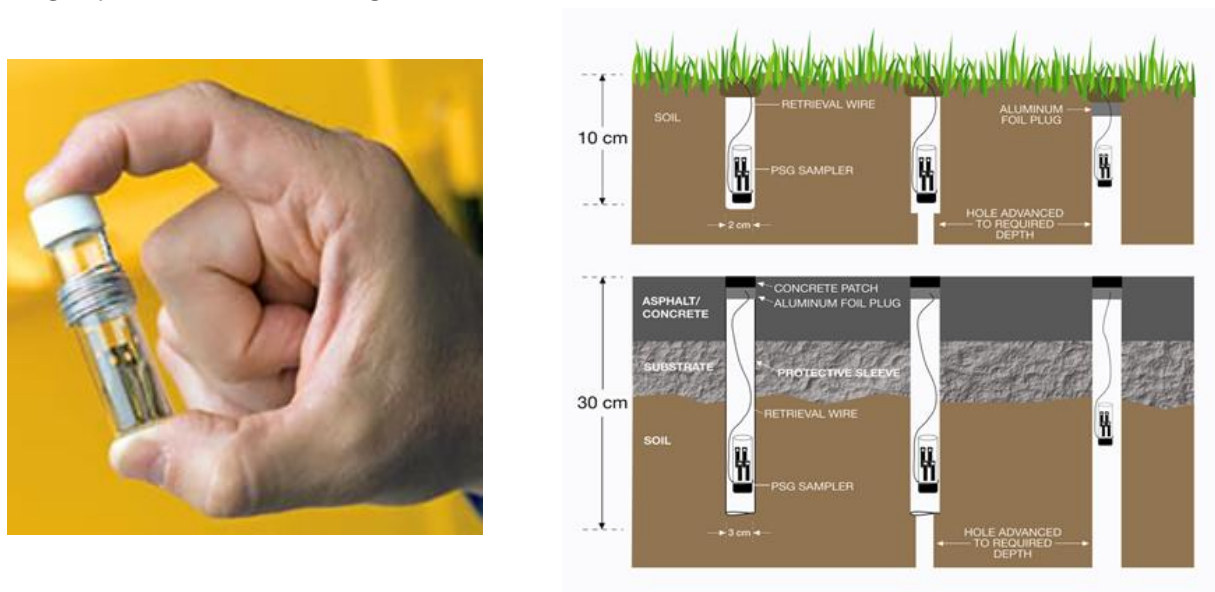 10 cm
SOIL
RETRIEVAL WIRE
PSG SAMPLER
2 cm
ALUMINUM
FOIL PLUG
HOLE ADVANCED
TO REQUIRED
DEPTH
30 cm
ASPHALT/
CONCRETE
CONCRETE PATCH
ALUMINUM FOIL PLUG
SUBSTRATE
PROTECTIVE SLEEVE
RETRIEVAL WIRE
SOIL
PSG SAMPLER
3 cm
HOLE ADVANCED
TO REQUIRED
DEPTH